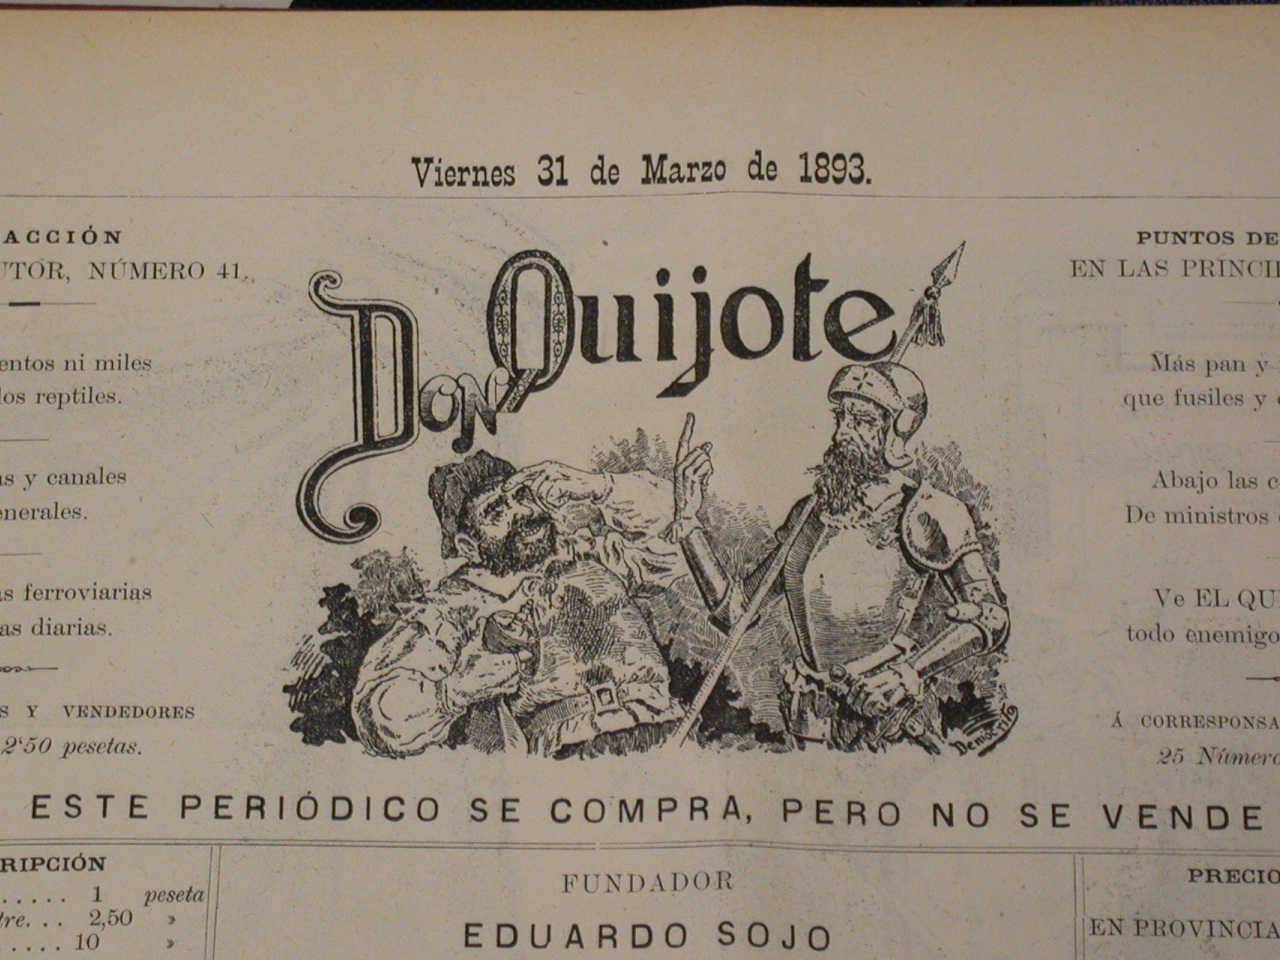 Viernes 31 de Marzo de 1893.
ACCIÓN
UTOR, NÚMERO 41.
entos ni miles
los reptiles.
s y canales
enerales.
s ferroviarias
as diarias.
S Y VENDEDORES
2'50 pesetas.
Don Quijote
Demócrito
PUNTOS DE
EN LAS PRINCI
Más pan y
que fusiles y
Abajo las
De ministros
Ve EL QU
todo enemigo
Á CORRESPONSA
25 Número
ESTE PERIÓDICO SE COMPRA, PERO NO SE VENDE
RIPCIÓN
. . . . . 1 peseta
tre. . . 2,50 »
. . . . 10 »
FUNDADOR
EDUARDO SOJO
PRECIO
EN PROVINCIA